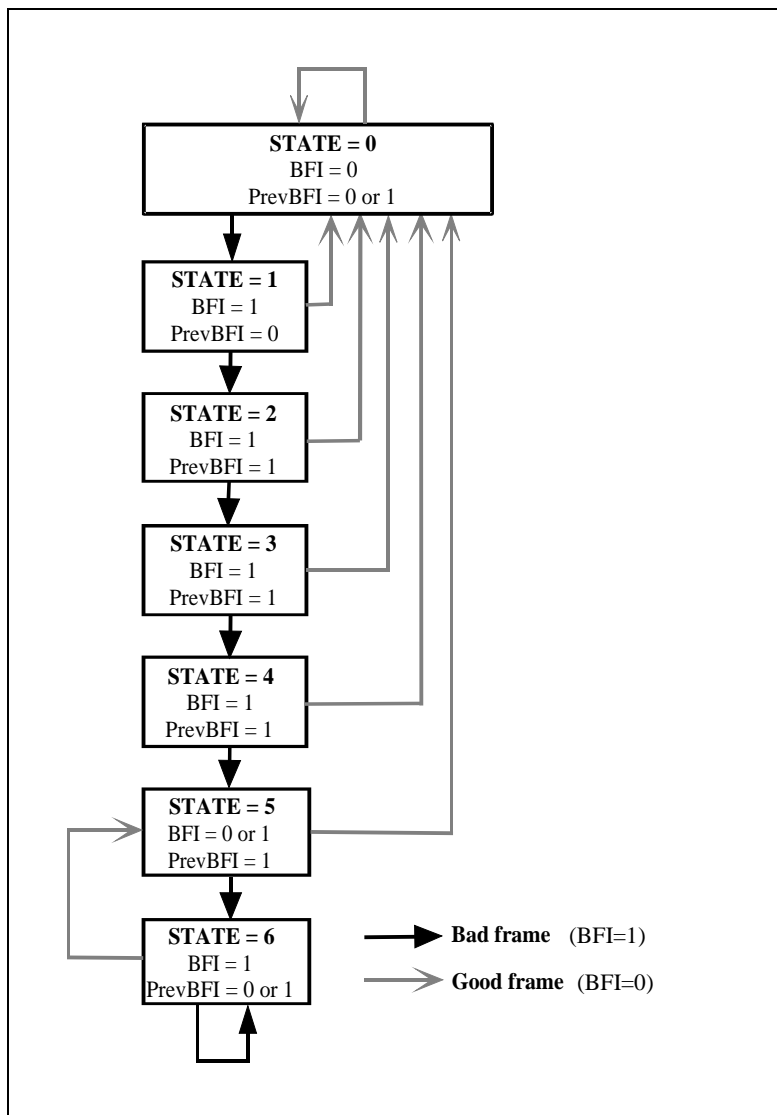 STATE = 0
BFI = 0
PrevBFI = 0 or 1
STATE = 1
BFI = 1
PrevBFI = 0
STATE = 2
BFI = 1
PrevBFI = 1
STATE = 3
BFI = 1
PrevBFI = 1
STATE = 4
BFI = 1
PrevBFI = 1
STATE = 5
BFI = 0 or 1
PrevBFI = 1
STATE = 6
BFI = 1
PrevBFI = 0 or 1
Bad frame (BFI=1)
Good frame (BFI=0)